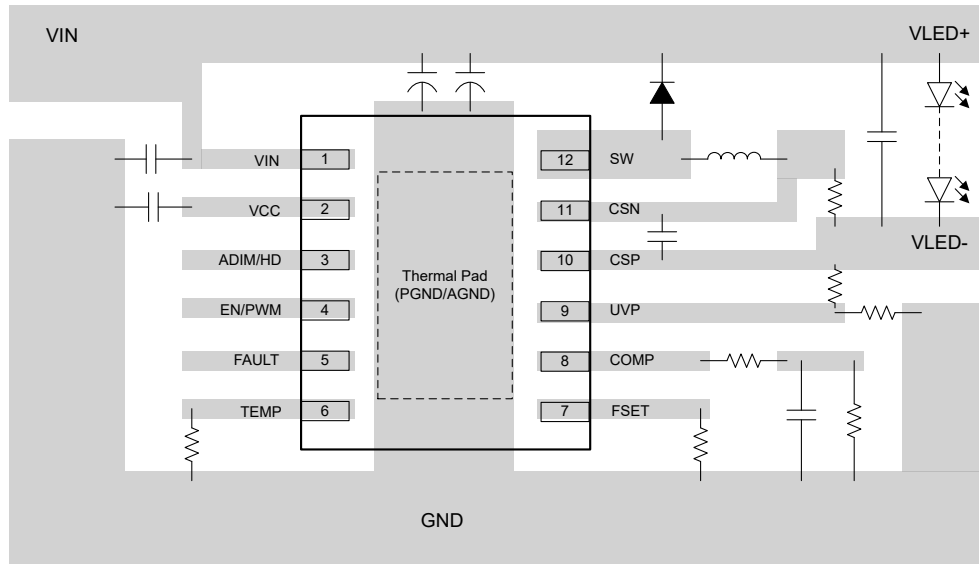 VIN
VLED+
VIN 1
12 SW
VCC 2
11 CSN
VLED-
ADIM/HD 3
10 CSP
Thermal Pad
(PGND/AGND)
EN/PWM 4
9 UVP
FAULT 5
8 COMP
TEMP 6
7 FSET
GND